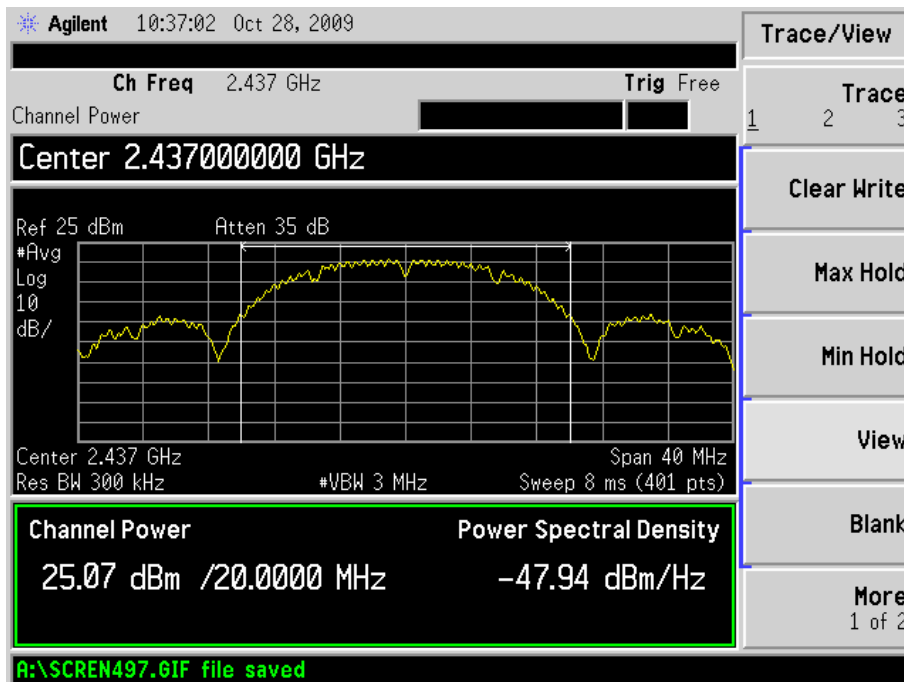 Agilent 10:37:02 Oct 28, 2009
Trace/View
Ch Freq 2.437 GHz Trig Free
Channel Power
Trace
1 2 3
Center 2.437000000 GHz
Clear Write
Ref 25 dBm Atten 35 dB
#Avg
Log
10
dB/
Max Hold
Min Hold
View
Center 2.437 GHz Span 40 MHz
Res BW 300 kHz #VBW 3 MHz Sweep 8 ms (401 pts)
Channel Power Power Spectral Density
Blank
25.07 dBm /20.0000 MHz -47.94 dBm/Hz
More
1 of 2
A:\SCREN497.GIF file saved